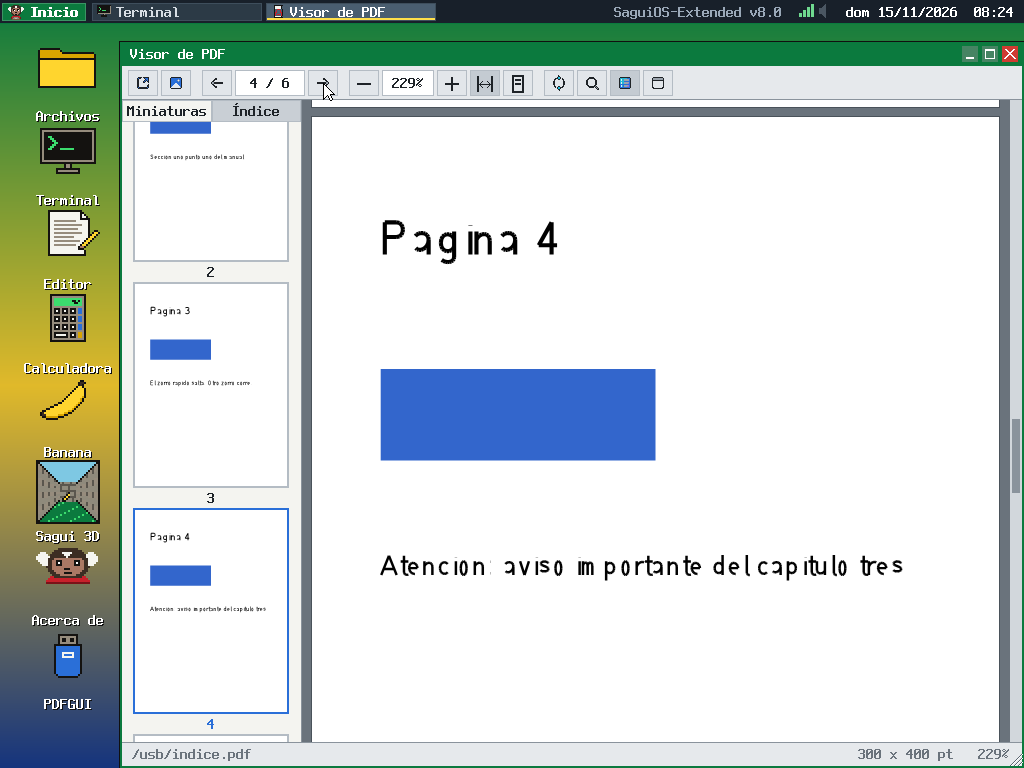 Inicio
Terminal
Visor de PDF
SaguiOS-Extended v8.0
dom 15/11/2026
08:24
Archivos
Terminal
Editor
Calculadora
Banana
Sagui 3D
Acerca de
PDFGUI
Visor de PDF
4 / 6
229%
Miniaturas
Índice
Seccion uno punto uno del manual
2
Pagina 3
El zorro rapido salta. Otro zorro corre.
3
Pagina 4
Atencion: aviso importante del capitulo tres
4
Pagina 4
Atencion: aviso importante del capitulo tres
/usb/indice.pdf
300 x 400 pt
229%